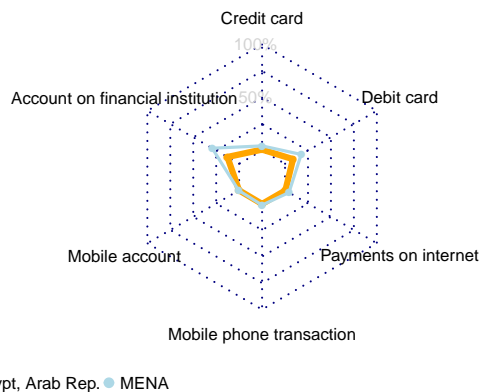 Credit card
100%
Account on financial institution 50% Debit card
Mobile account Payments on internet
Mobile phone transaction
ypt, Arab Rep. MENA